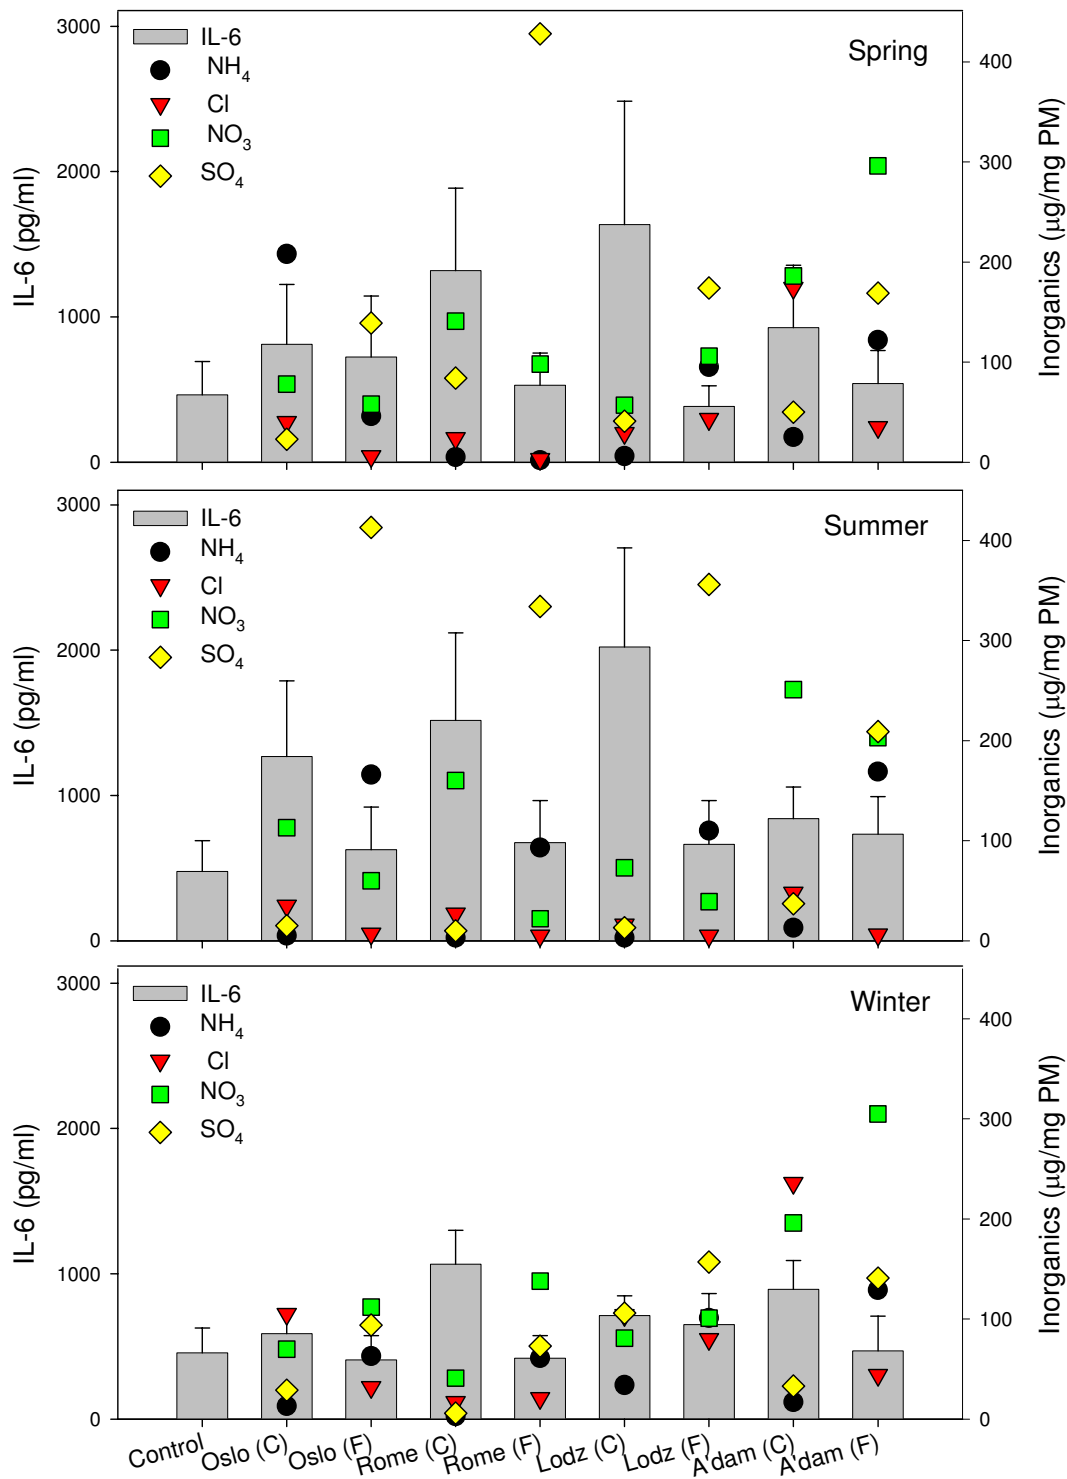 Spring
IL-6
NH4
Cl
NO3
SO4
3000
2000
1000
0
IL-6 (pg/ml)
400
300
200
100
0
Inorganics (µg/mg PM)
Summer
IL-6
NH4
Cl
NO3
SO4
3000
2000
1000
0
IL-6 (pg/ml)
400
300
200
100
0
Inorganics (µg/mg PM)
Winter
IL-6
NH4
Cl
NO3
SO4
3000
2000
1000
0
IL-6 (pg/ml)
400
300
200
100
0
Inorganics (µg/mg PM)
Control
Oslo (C)
Oslo (F)
Rome (C)
Rome (F)
Lodz (C)
Lodz (F)
A'dam (C)
A'dam (F)